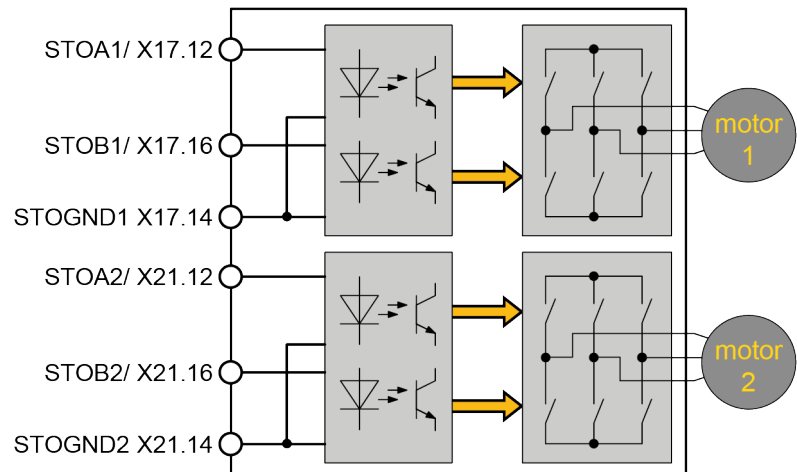 STOA1/ X17.12
STOB1/ X17.16
STOGND1 X17.14
motor
1
STOA2/ X21.12
STOB2/ X21.16
STOGND2 X21.14
motor
2